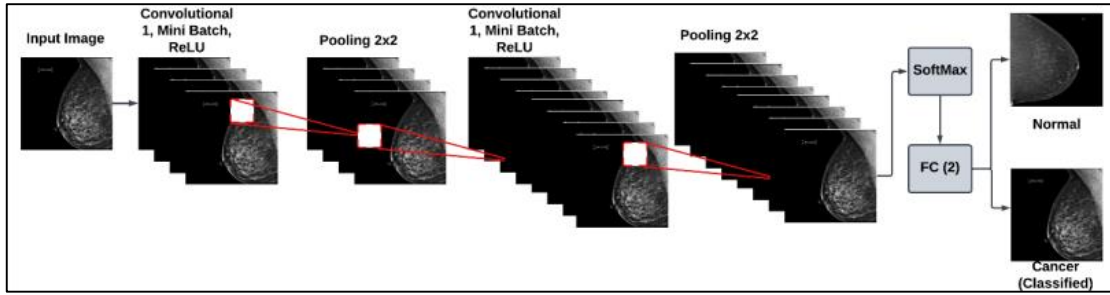 Input Image
Convolutional
1, Mini Batch,
ReLU
Pooling 2x2
Convolutional
1, Mini Batch,
ReLU
Pooling 2x2
SoftMax
FC (2)
Normal
Cancer
(Classified)